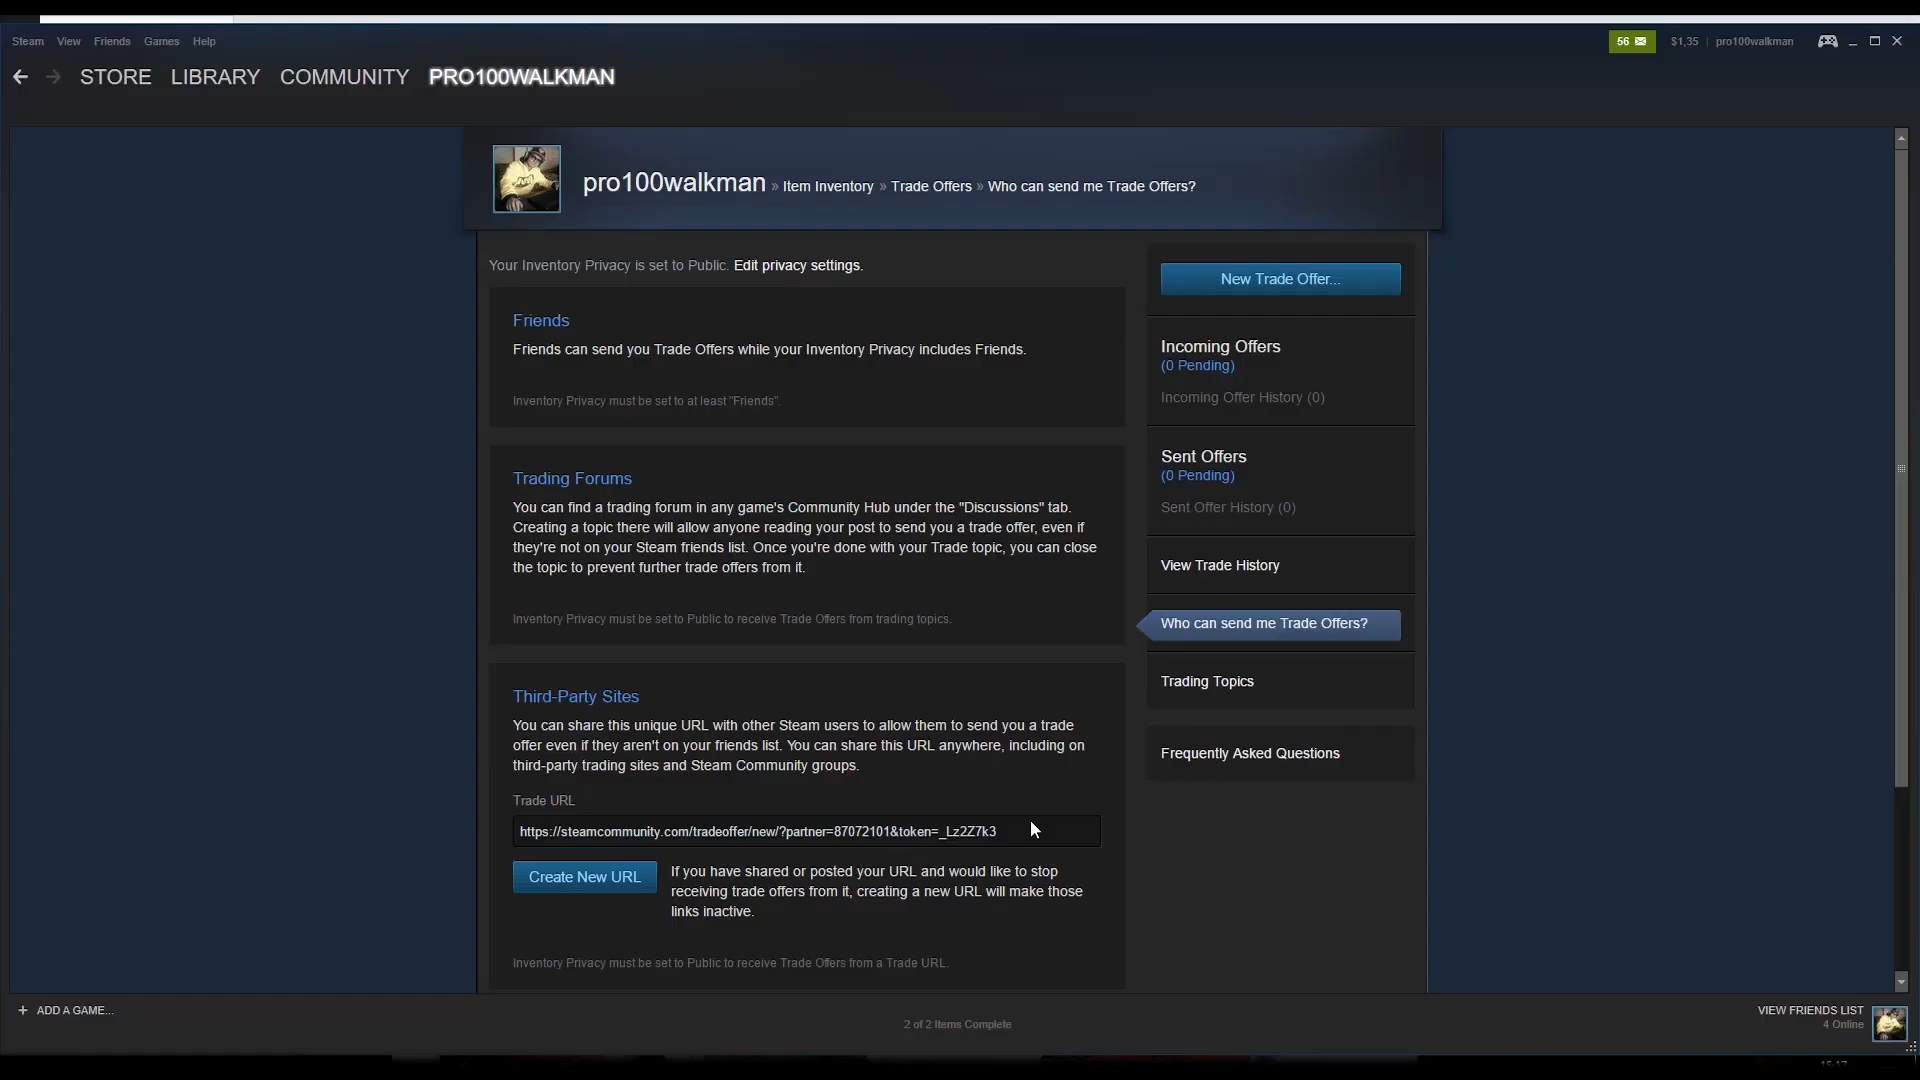 Steam View Friends Games Help
56 $1,35 | pro100walkman
STORE LIBRARY COMMUNITY PRO100WALKMAN
pro100walkman » Item Inventory » Trade Offers » Who can send me Trade Offers?
Your Inventory Privacy is set to Public. Edit privacy settings.
Friends
Friends can send you Trade Offers while your Inventory Privacy includes Friends.
Inventory Privacy must be set to at least "Friends".
Trading Forums
You can find a trading forum in any game's Community Hub under the "Discussions" tab.
Creating a topic there will allow anyone reading your post to send you a trade offer, even if
they're not on your Steam friends list. Once you're done with your Trade topic, you can close
the topic to prevent further trade offers from it.
Inventory Privacy must be set to Public to receive Trade Offers from trading topics.
Third-Party Sites
You can share this unique URL with other Steam users to allow them to send you a trade
offer even if they aren't on your friends list. You can share this URL anywhere, including on
third-party trading sites and Steam Community groups.
Trade URL
https://steamcommunity.com/tradeoffer/new/?partner=87072101&token=_Lz2Z7k3
Create New URL
If you have shared or posted your URL and would like to stop
receiving trade offers from it, creating a new URL will make those
links inactive.
Inventory Privacy must be set to Public to receive Trade Offers from a Trade URL.
New Trade Offer...
Incoming Offers
(0 Pending)
Incoming Offer History (0)
Sent Offers
(0 Pending)
Sent Offer History (0)
View Trade History
Who can send me Trade Offers?
Trading Topics
Frequently Asked Questions
+ ADD A GAME...
2 of 2 Items Complete
VIEW FRIENDS LIST
4 Online